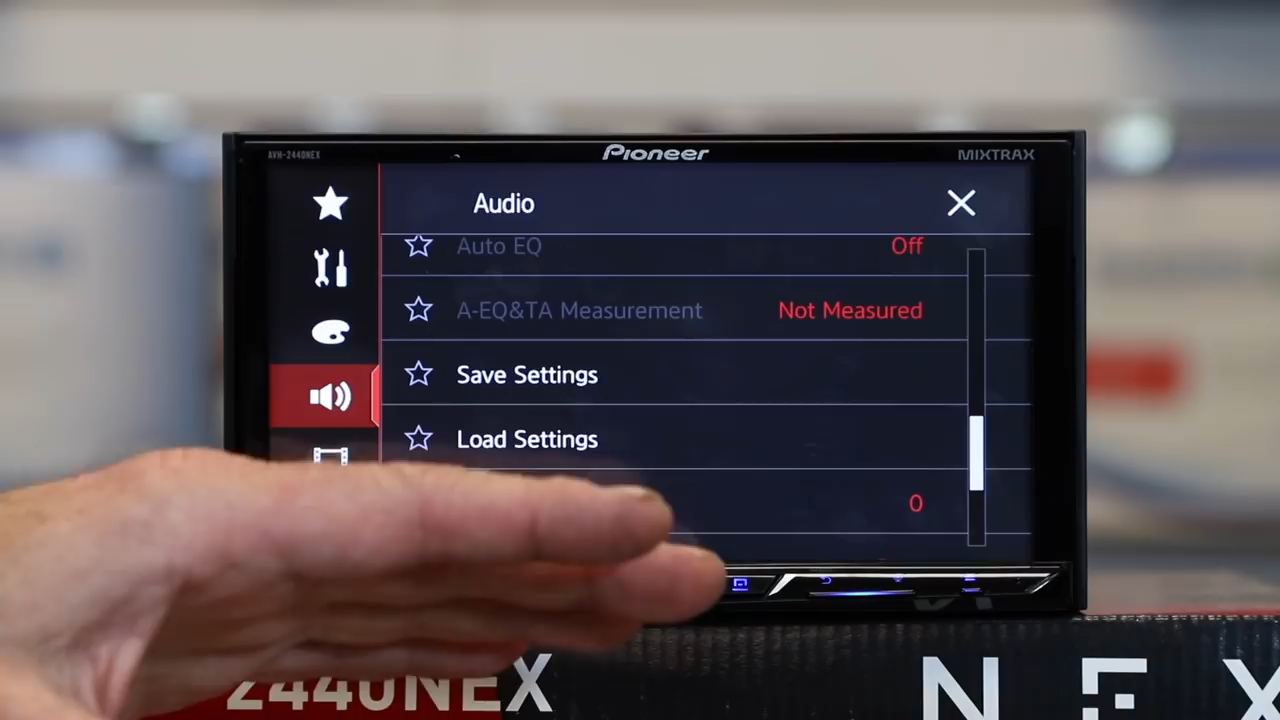 AVH-2440NEX
Pioneer
MIXTRAX
Audio
Auto EQ Off
A-EQ&TA Measurement Not Measured
Save Settings
Load Settings
0
2440NEX
NEX